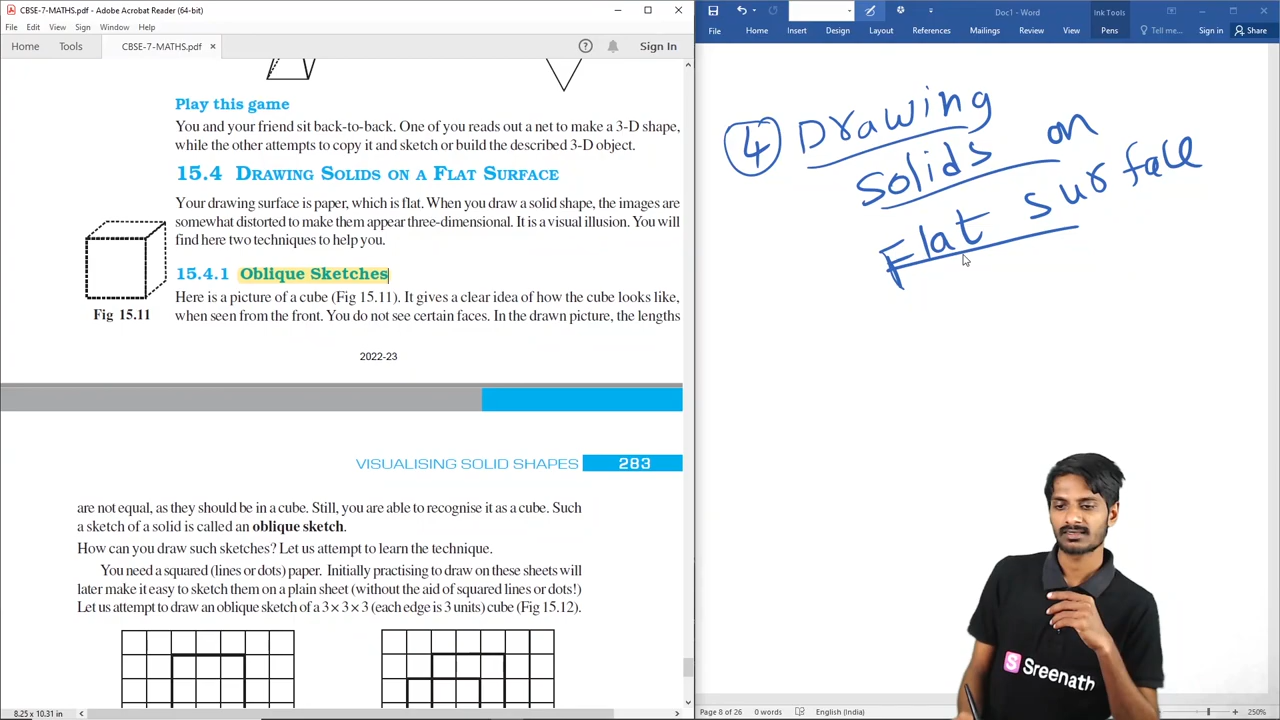 CBSE-7-MATHS.pdf - Adobe Acrobat Reader (64-bit)
File Edit View Sign Window Help
Home Tools CBSE-7-MATHS.pdf × Sign In
Play this game
You and your friend sit back-to-back. One of you reads out a net to make a 3-D shape,
while the other attempts to copy it and sketch or build the described 3-D object.
15.4 DRAWING SOLIDS ON A FLAT SURFACE
Your drawing surface is paper, which is flat. When you draw a solid shape, the images are
somewhat distorted to make them appear three-dimensional. It is a visual illusion. You will
find here two techniques to help you.
15.4.1 Oblique Sketches
Here is a picture of a cube (Fig 15.11). It gives a clear idea of how the cube looks like,
when seen from the front. You do not see certain faces. In the drawn picture, the lengths
Fig 15.11
2022-23
VISUALISING SOLID SHAPES 283
are not equal, as they should be in a cube. Still, you are able to recognise it as a cube. Such
a sketch of a solid is called an oblique sketch.
How can you draw such sketches? Let us attempt to learn the technique.
You need a squared (lines or dots) paper. Initially practising to draw on these sheets will
later make it easy to sketch them on a plain sheet (without the aid of squared lines or dots!)
Let us attempt to draw an oblique sketch of a 3 × 3 × 3 (each edge is 3 units) cube (Fig 15.12).
8.25 x 10.31 in
Doc1 - Word Ink Tools
File Home Insert Design Layout References Mailings Review View Pens Tell me... Sign in Share
4 Drawing
Solids on
Flat surface
Sreenath
Page 8 of 26 0 words English (India) 250%